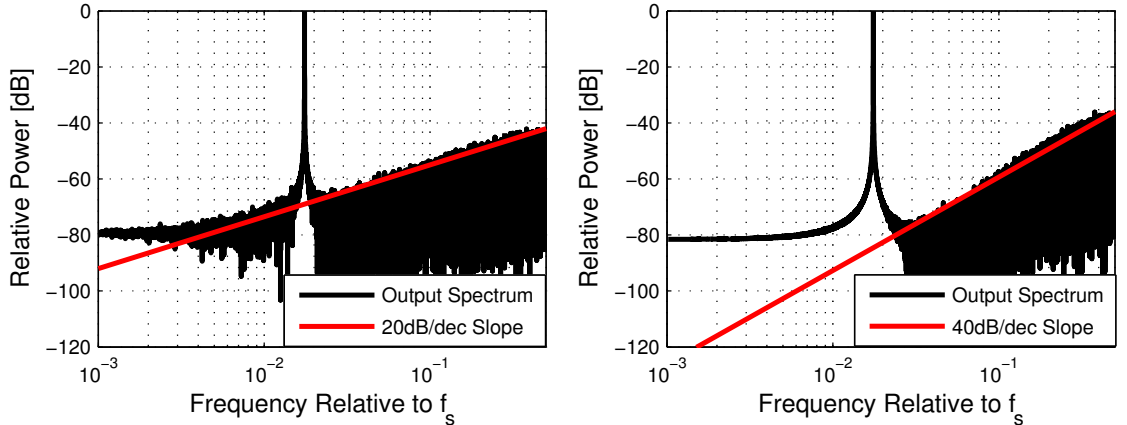 0
−20
−40
−60
−80
−100
−120
Relative Power [dB]
10−3
10−2
10−1
Frequency Relative to fs
Output Spectrum
20dB/dec Slope
0
−20
−40
−60
−80
−100
−120
Relative Power [dB]
10−3
10−2
10−1
Frequency Relative to fs
Output Spectrum
40dB/dec Slope